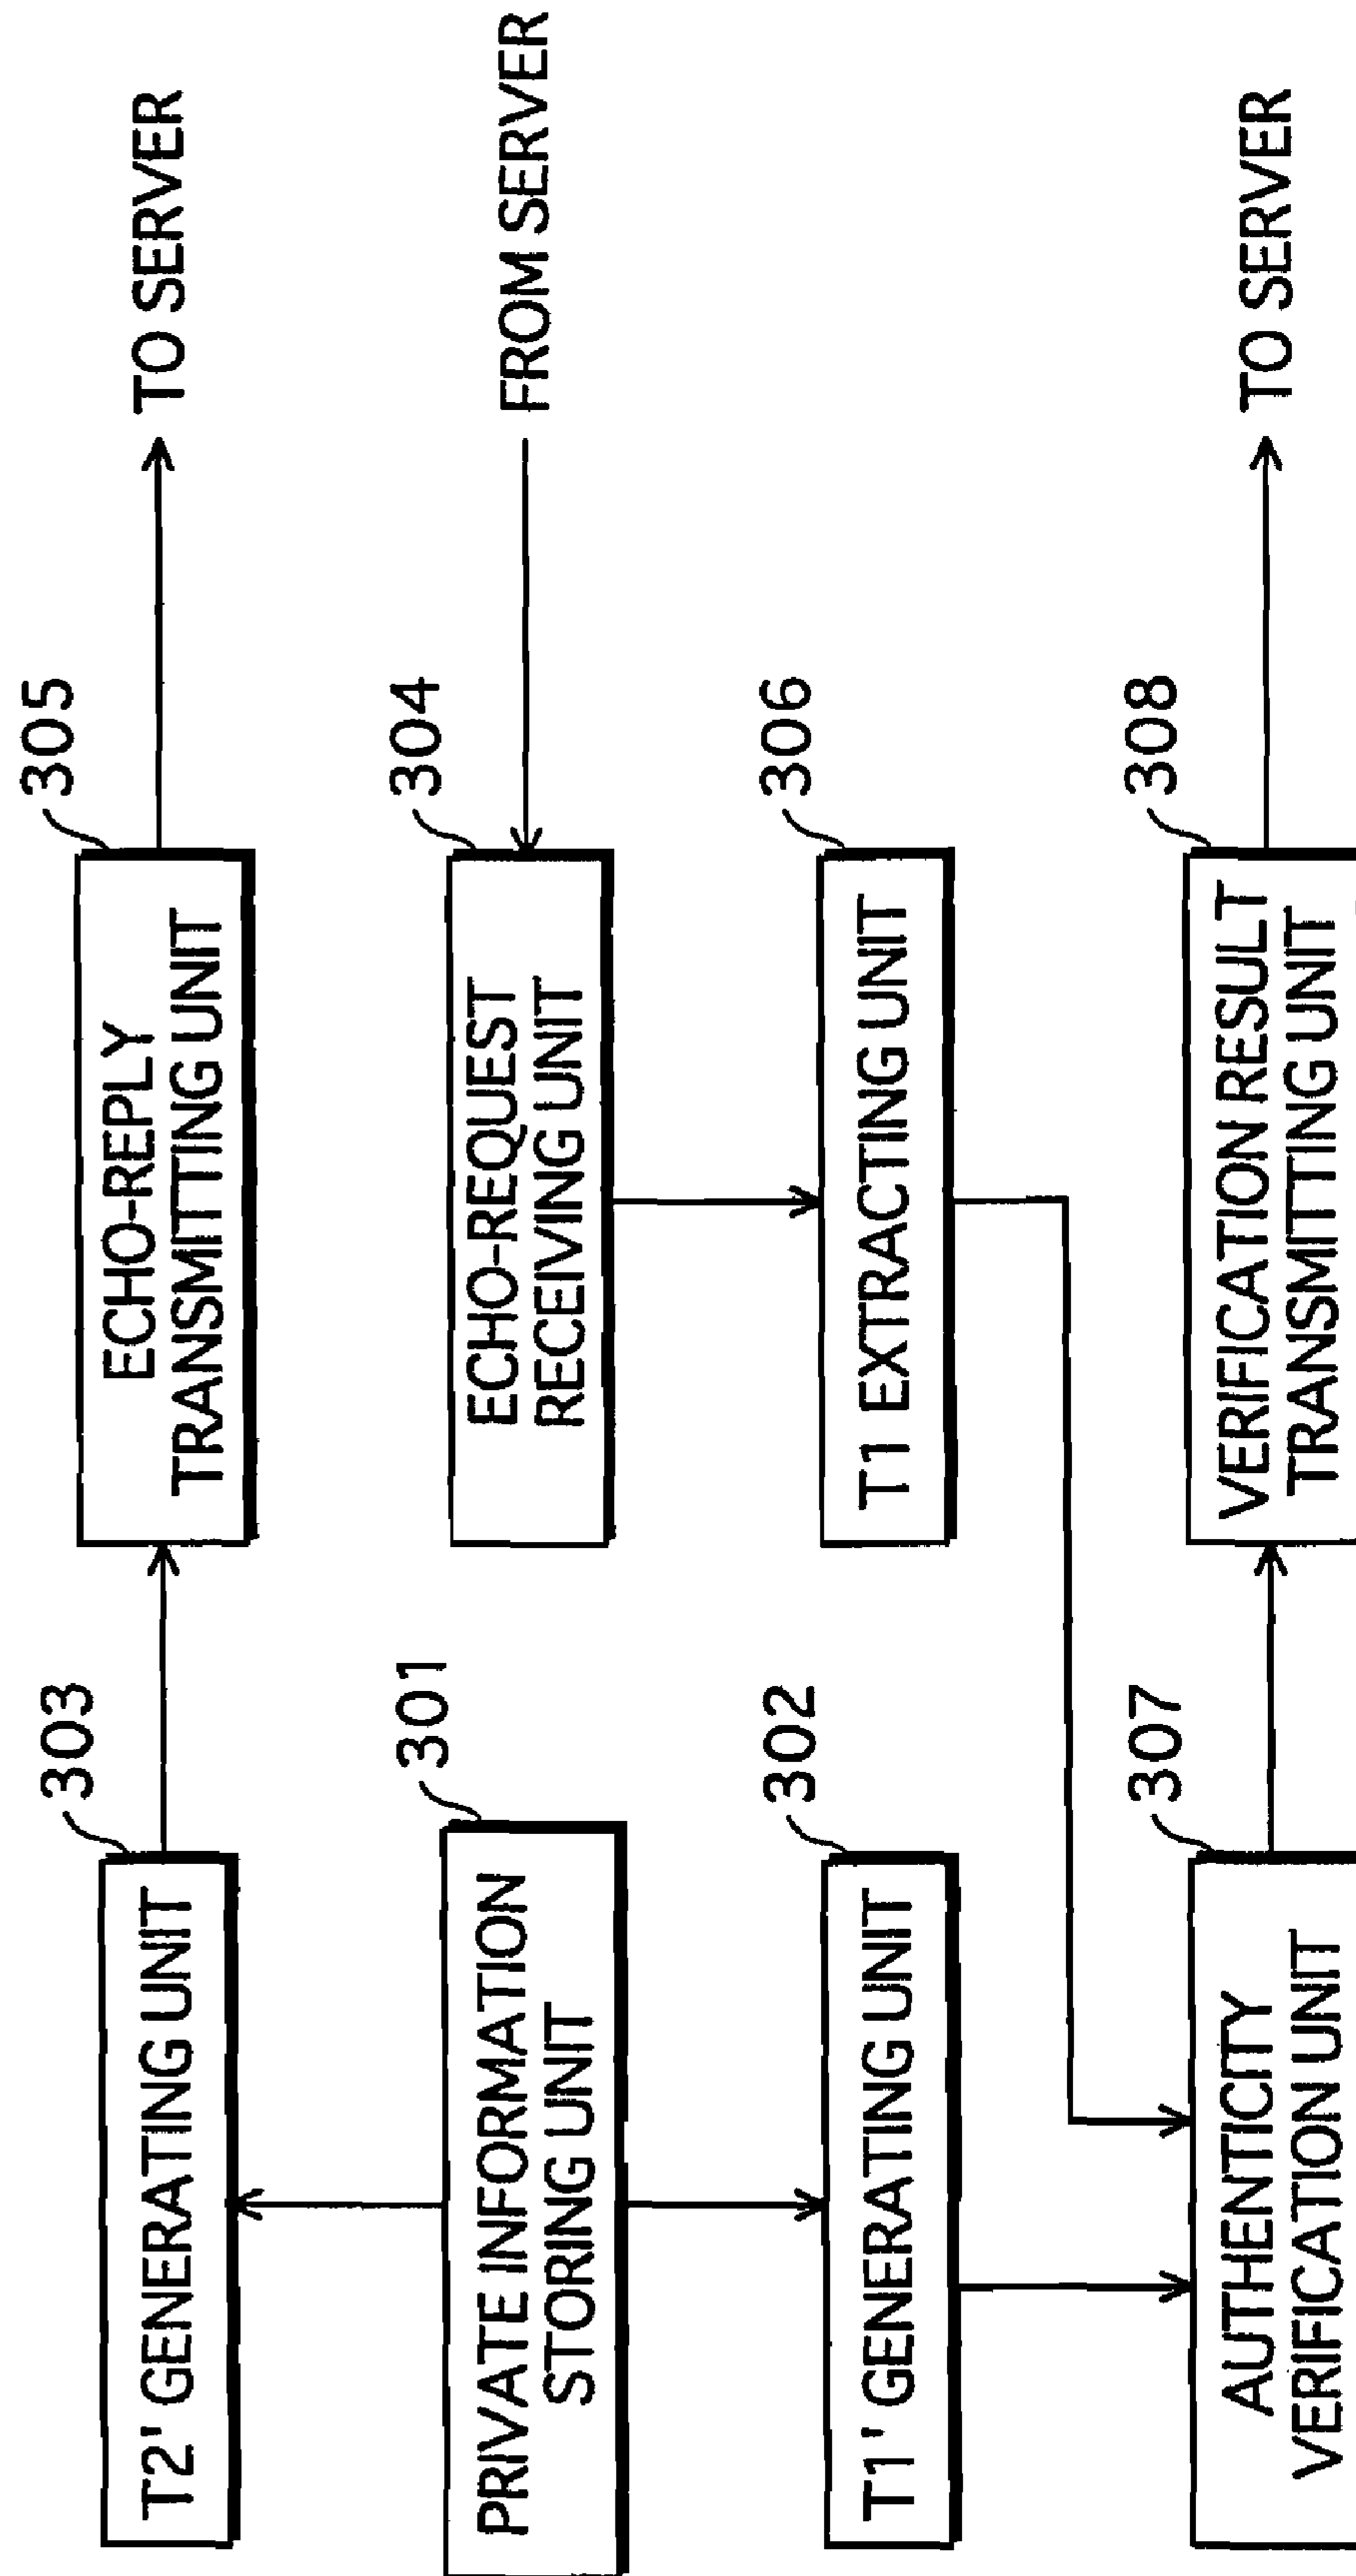 303
T2' GENERATING UNIT
305
ECHO-REPLY
TRANSMITTING UNIT
TO SERVER
301
PRIVATE INFORMATION
STORING UNIT
304
ECHO-REQUEST
RECEIVING UNIT
FROM SERVER
302
T1' GENERATING UNIT
306
T1 EXTRACTING UNIT
307
AUTHENTICITY
VERIFICATION UNIT
308
VERIFICATION RESULT
TRANSMITTING UNIT
TO SERVER